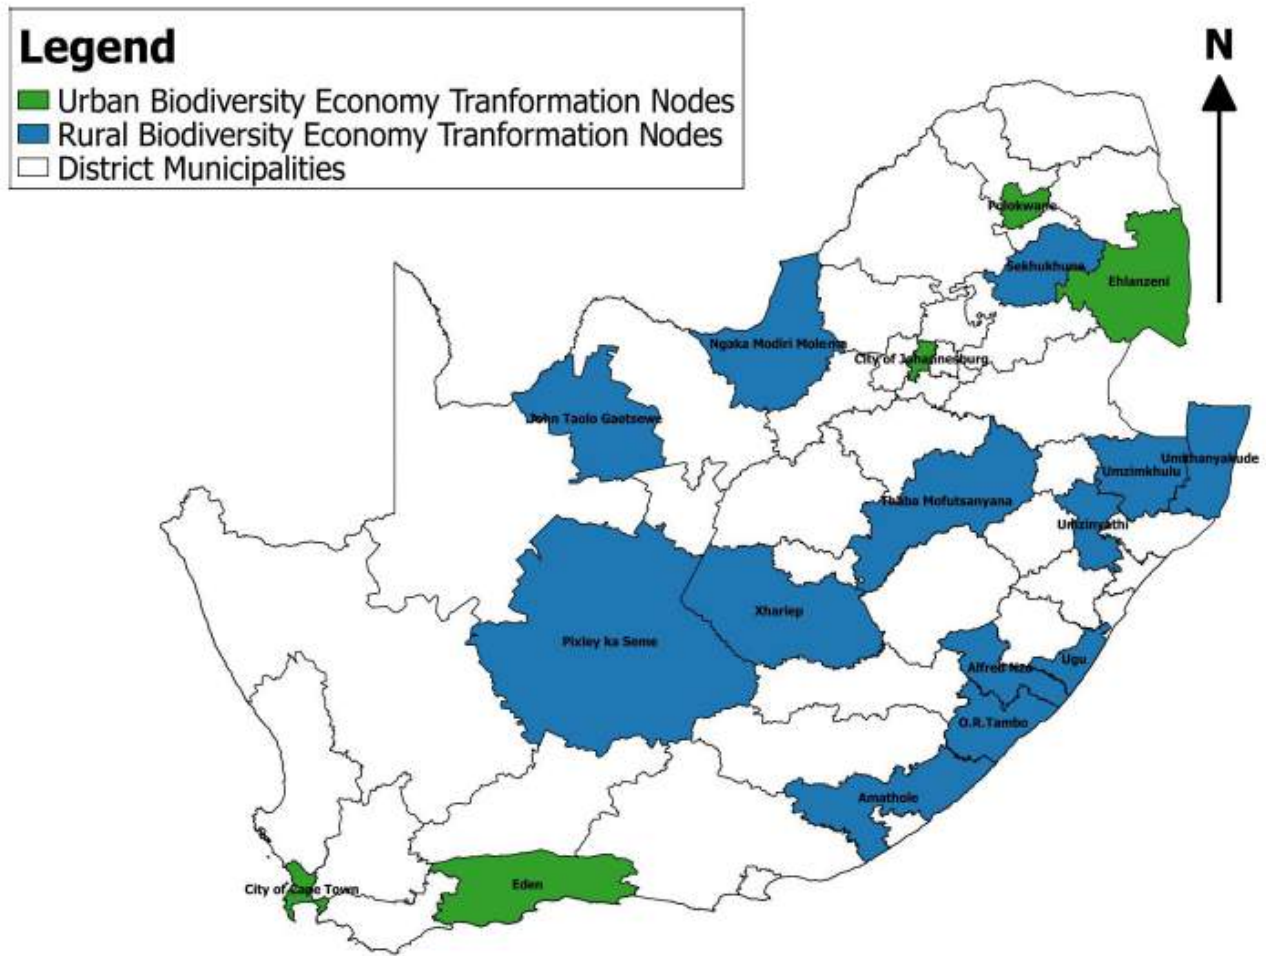 Legend
N
Urban Biodiversity Economy Tranformation Nodes
Rural Biodiversity Economy Tranformation Nodes
District Municipalities
Polokwane
Sekhukhune
Ehlanzeni
Ngaka Modiri Molema
City of Johannesburg
John Taolo Gaetsewe
Umkhanyakude
Umzimkhulu
Thaba Mofutsanyana
Umzinyathi
Xhariep
Pixley ka Seme
Ugu
Alfred Nzo
O.R.Tambo
Amathole
Eden
City of Cape Town